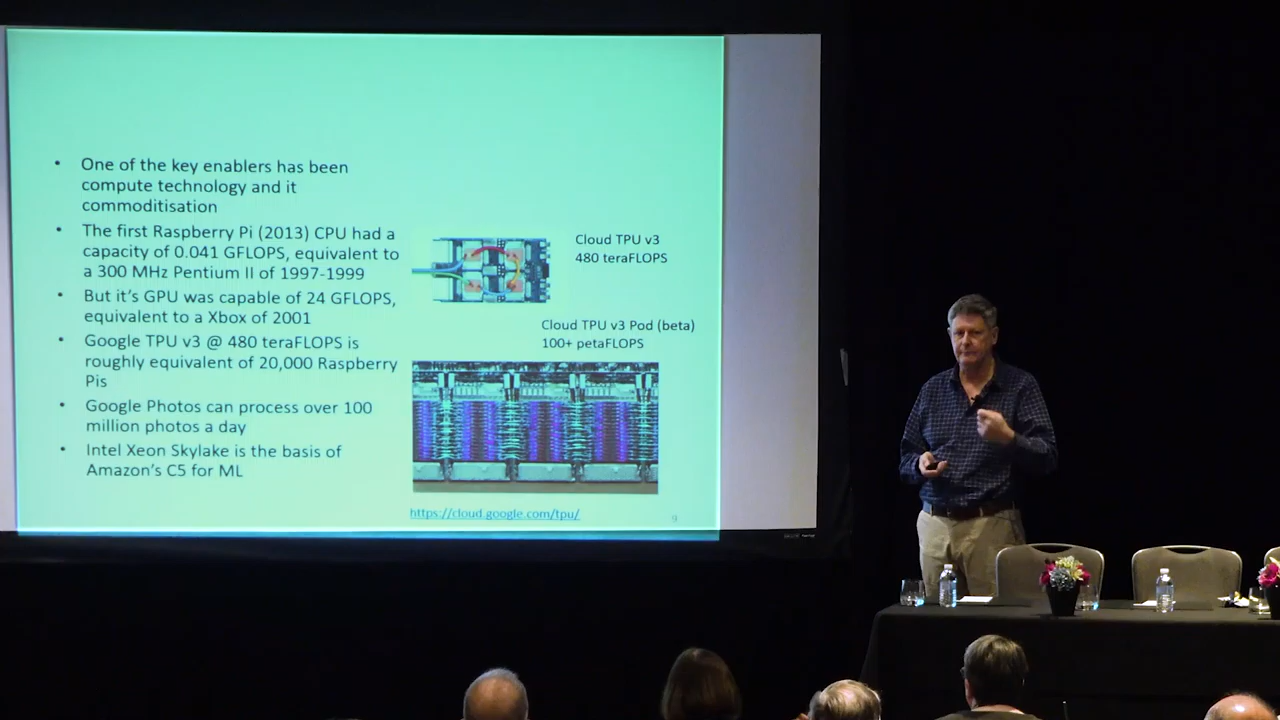 One of the key enablers has been
compute technology and it
commoditisation
The first Raspberry Pi (2013) CPU had a
capacity of 0.041 GFLOPS, equivalent to
a 300 MHz Pentium II of 1997-1999
But it's GPU was capable of 24 GFLOPS,
equivalent to a Xbox of 2001
Google TPU v3 @ 480 teraFLOPS is
roughly equivalent of 20,000 Raspberry
Pis
Google Photos can process over 100
million photos a day
Intel Xeon Skylake is the basis of
Amazon's C5 for ML
Cloud TPU v3
480 teraFLOPS
Cloud TPU v3 Pod (beta)
100+ petaFLOPS
https://cloud.google.com/tpu/
9